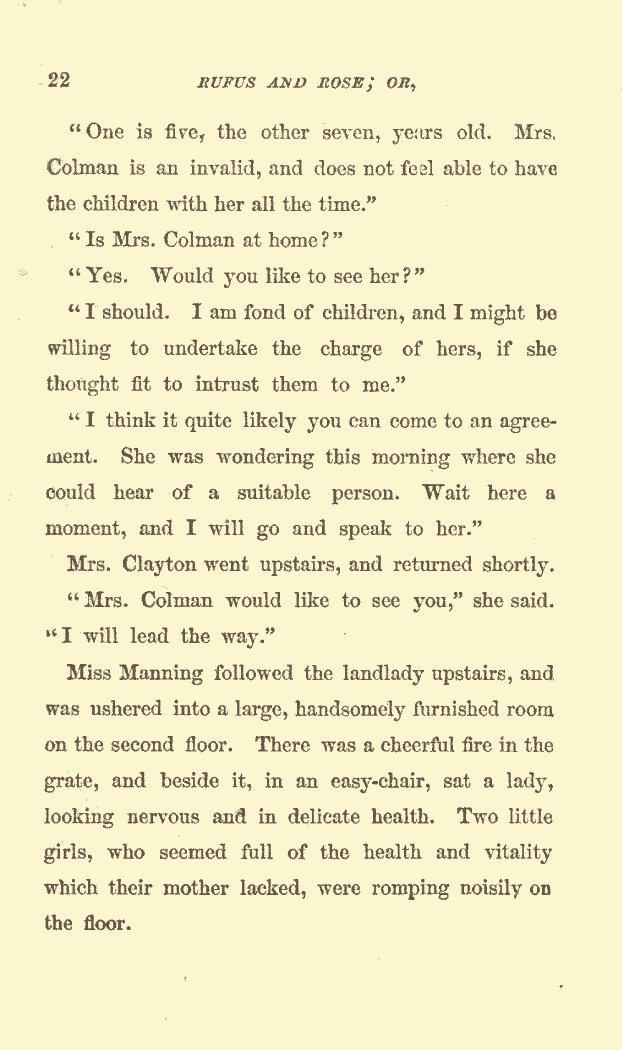 22 RUFUS AND ROSE; OR,
"One is five, the other seven, years old. Mrs.
Colman is an invalid, and does not feel able to have
the children with her all the time."
"Is Mrs. Colman at home?"
"Yes. Would you like to see her?"
"I should. I am fond of children, and I might be
willing to undertake the charge of hers, if she
thought fit to intrust them to me."
"I think it quite likely you can come to an agree-
ment. She was wondering this morning where she
could hear of a suitable person. Wait here a
moment, and I will go and speak to her."
Mrs. Clayton went upstairs, and returned shortly.
"Mrs. Colman would like to see you," she said.
"I will lead the way."
Miss Manning followed the landlady upstairs, and
was ushered into a large, handsomely furnished room
on the second floor. There was a cheerful fire in the
grate, and beside it, in an easy-chair, sat a lady,
looking nervous and in delicate health. Two little
girls, who seemed full of the health and vitality
which their mother lacked, were romping noisily on
the floor.